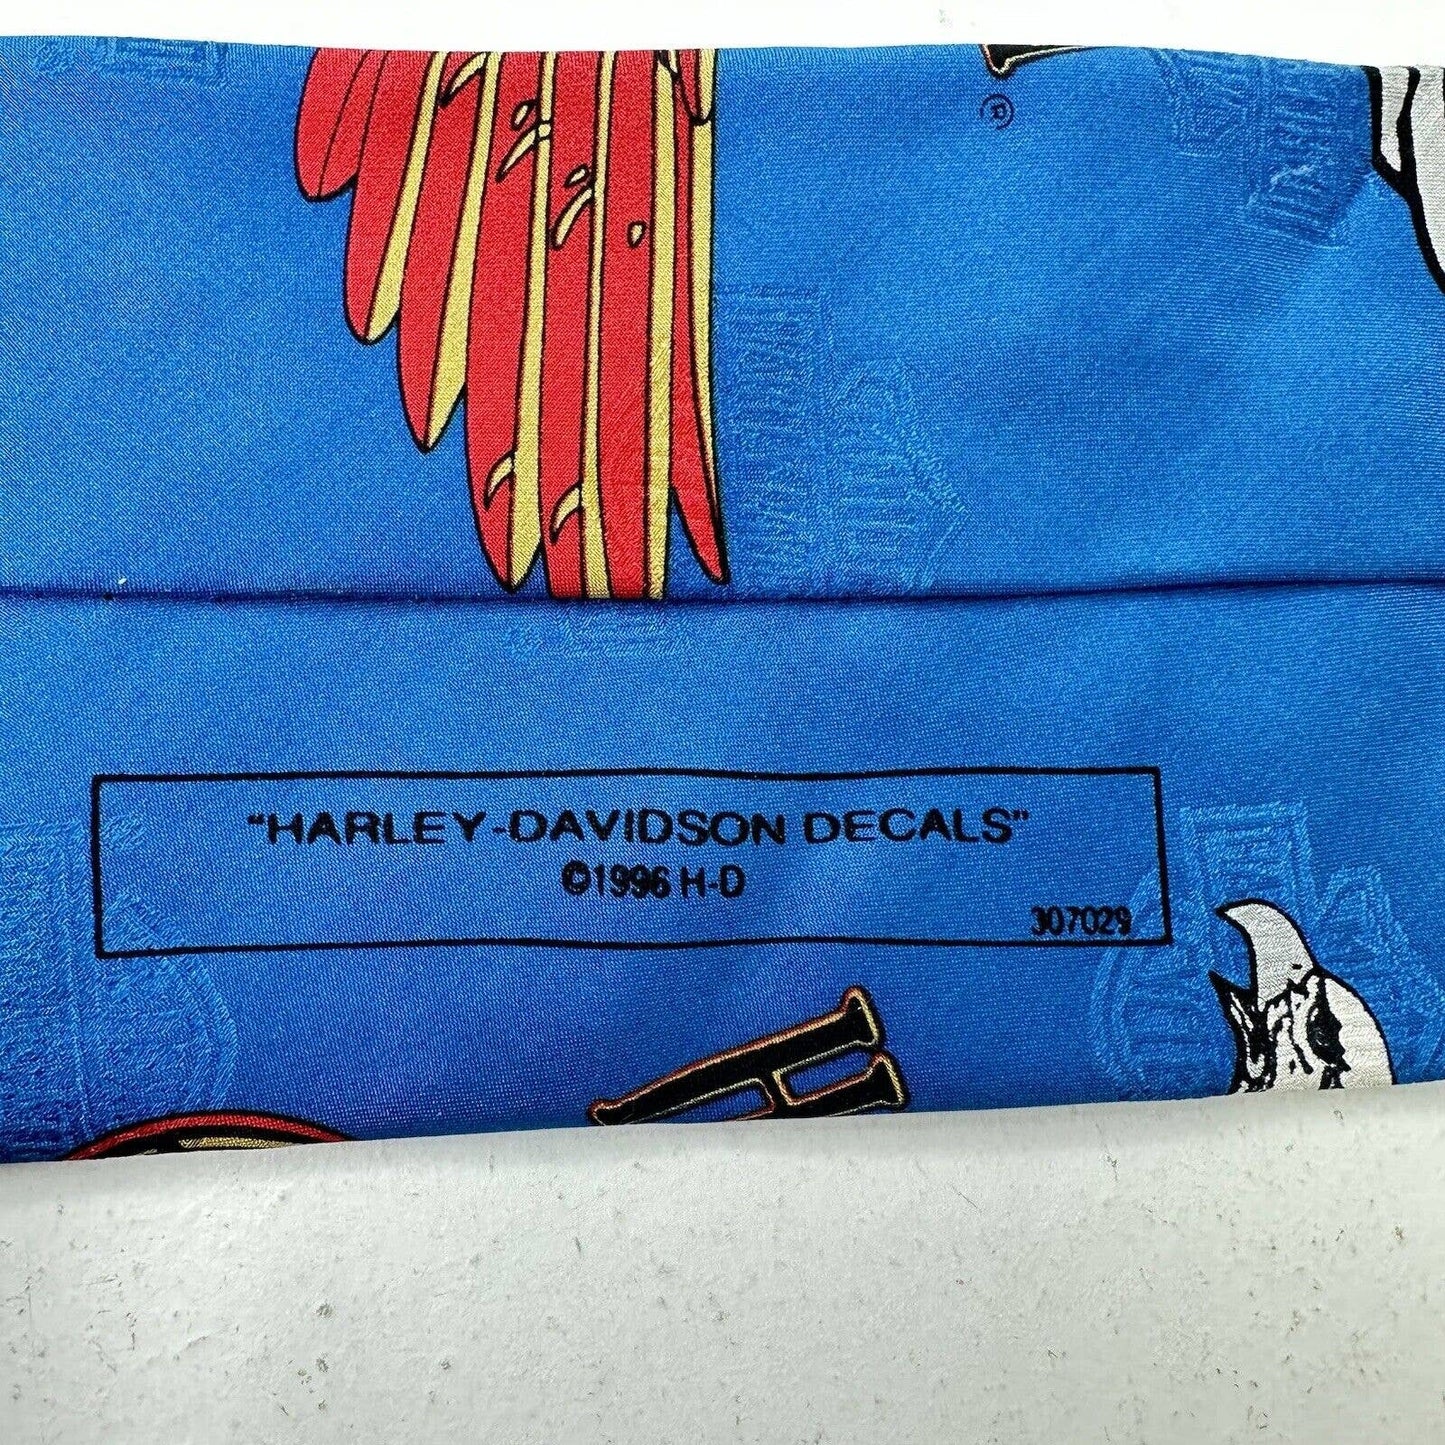 ®
"HARLEY-DAVIDSON DECALS"
©1996 H-D
307029